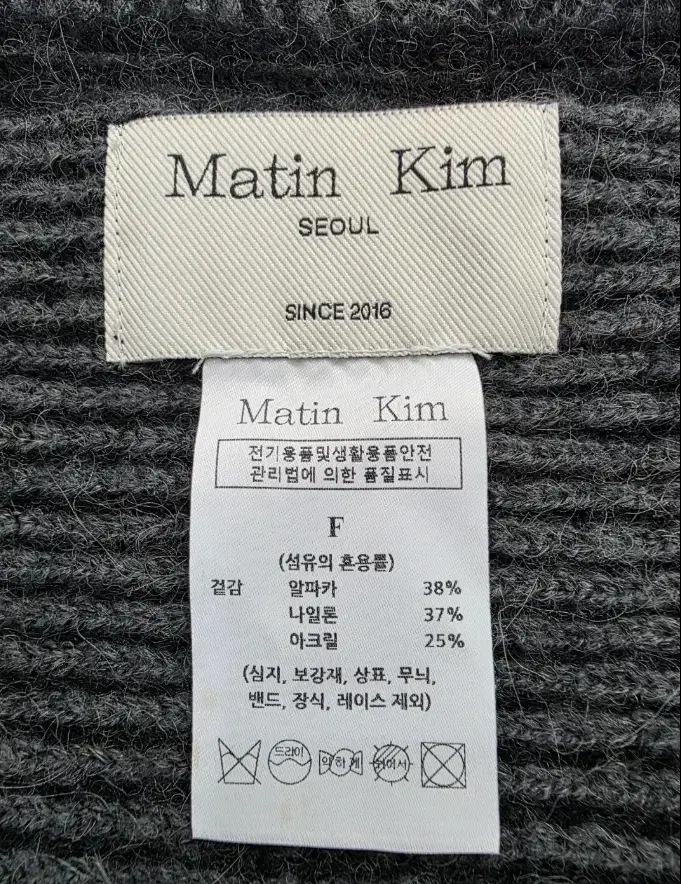 Matin Kim
SEOUL
SINCE 2016
Matin Kim
전기용품및생활용품안전
관리법에 의한 품질표시
F
(섬유의 혼용률)
겉감 알파카 38%
나일론 37%
아크릴 25%
(심지, 보강재, 상표, 무늬,
밴드, 장식, 레이스 제외)
드라이 약하게 뉘어서